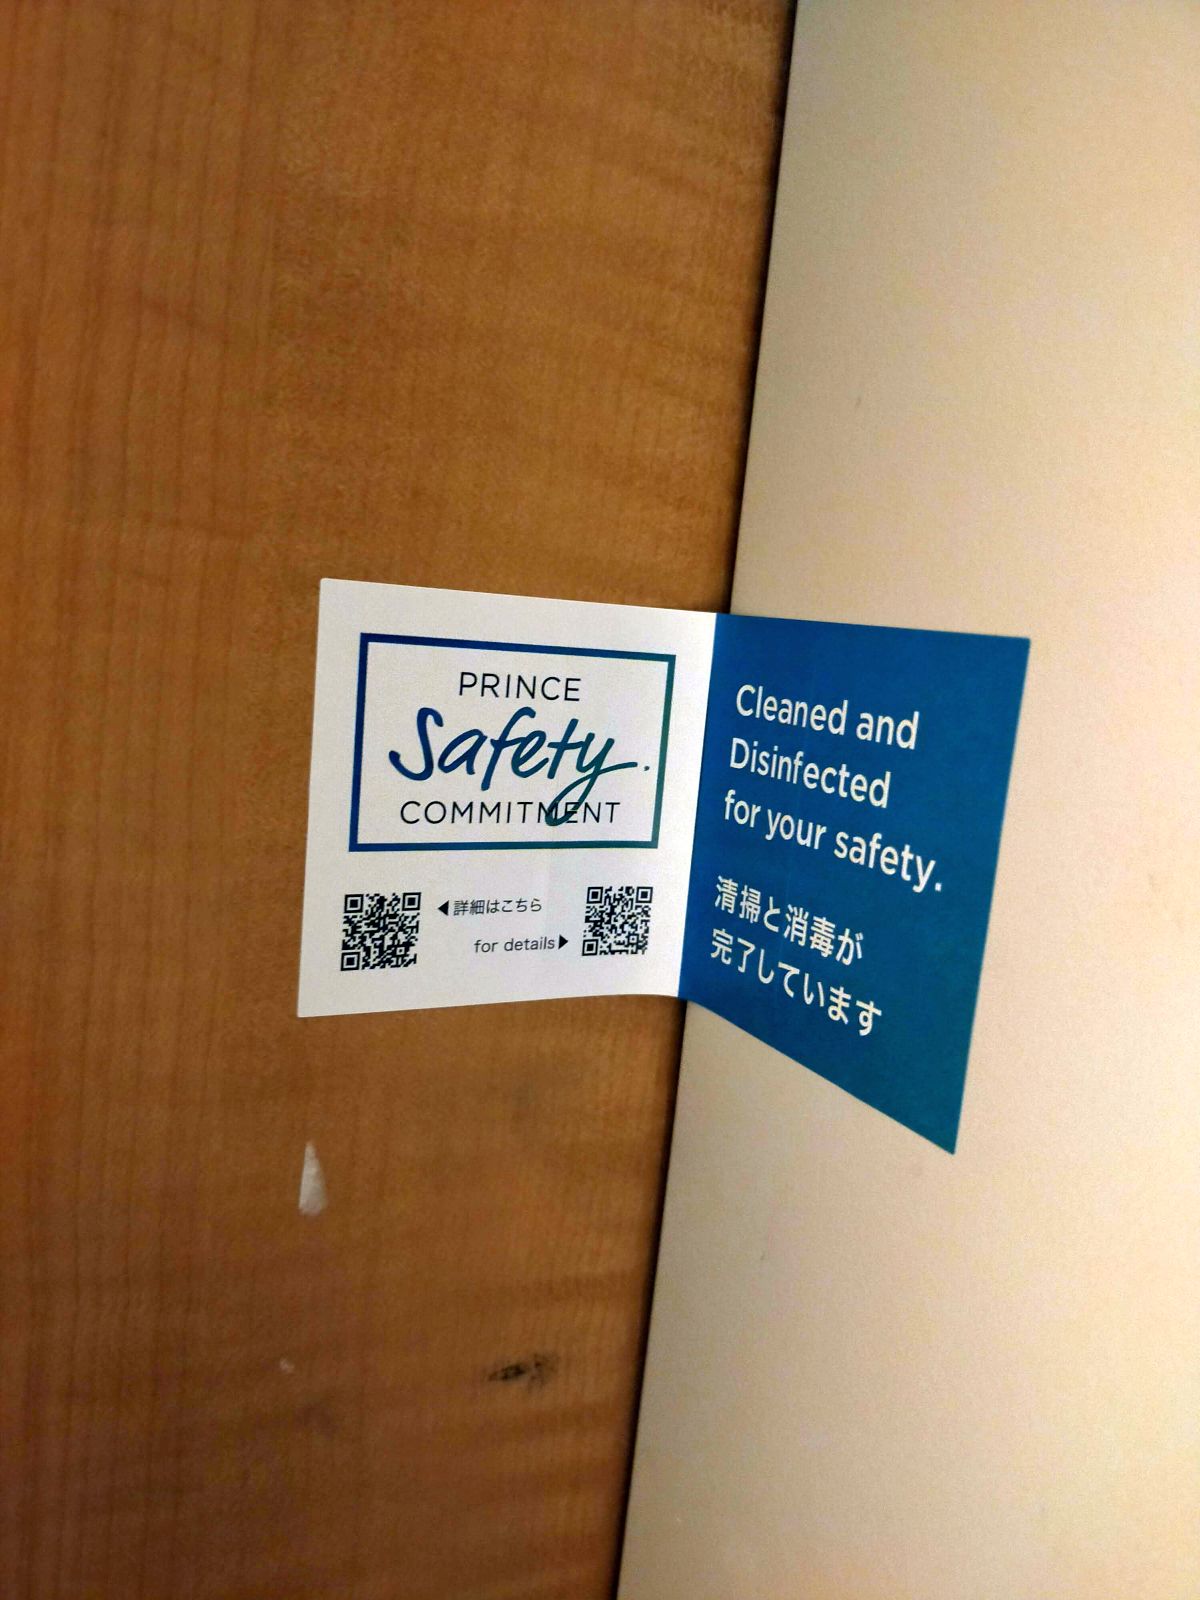 PRINCE
Safety.
COMMITMENT
◀詳細はこちら
for details▶
Cleaned and
Disinfected
for your safety.
清掃と消毒が
完了しています